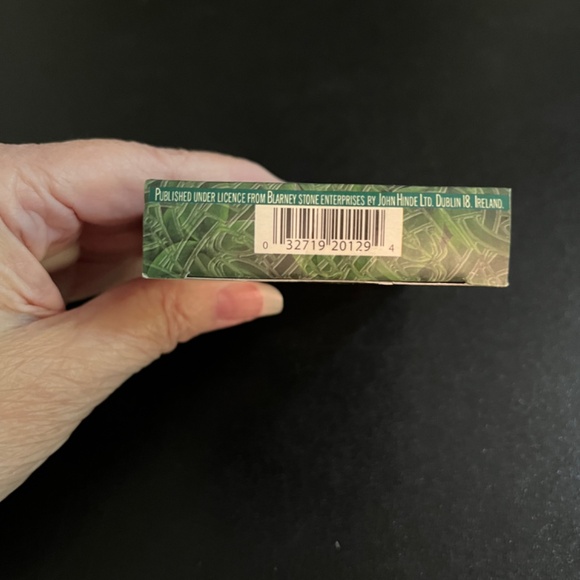 PUBLISHED UNDER LICENCE FROM BLARNEY STONE ENTERPRISES BY JOHN HINDE LTD. DUBLIN 18. IRELAND.
0 32719 20129 4